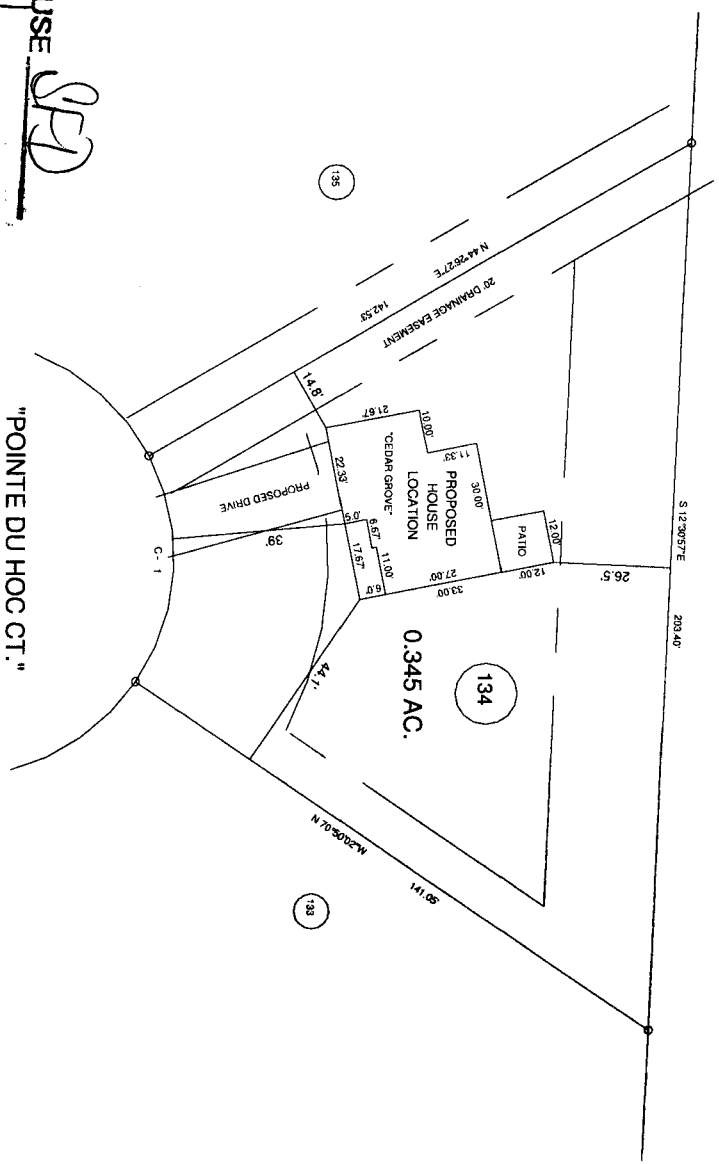 USE SFD
135
N 44°26'27"E
142.53'
20' DRAINAGE EASEMENT
S 12°30'57"E
203.40'
14.8'
21.67'
10.00'
11.33'
30.00'
12.00'
PATIO
12.00'
26.5'
"CEDAR GROVE"
PROPOSED
HOUSE
LOCATION
27.00'
33.00'
22.33'
5.0'
6.67'
11.00'
17.67'
6.0'
PROPOSED DRIVE
39'
C - 1
44.1'
134
0.345 AC.
N 70°50'02"W
141.05'
133
"POINTE DU HOC CT."